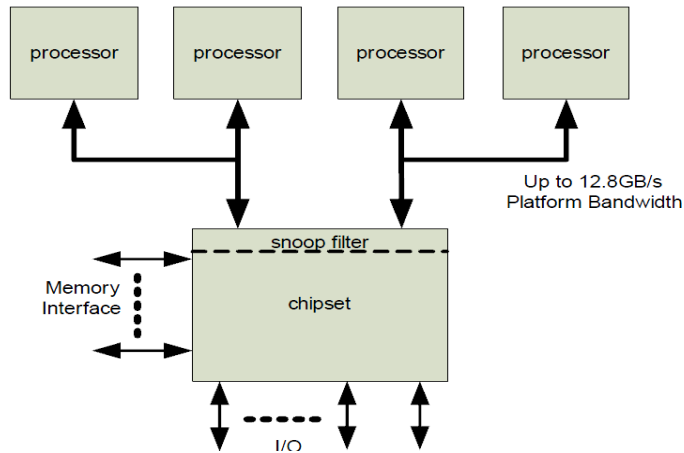 processor
processor
processor
processor
Up to 12.8GB/s
Platform Bandwidth
snoop filter
Memory
Interface
chipset
I/O